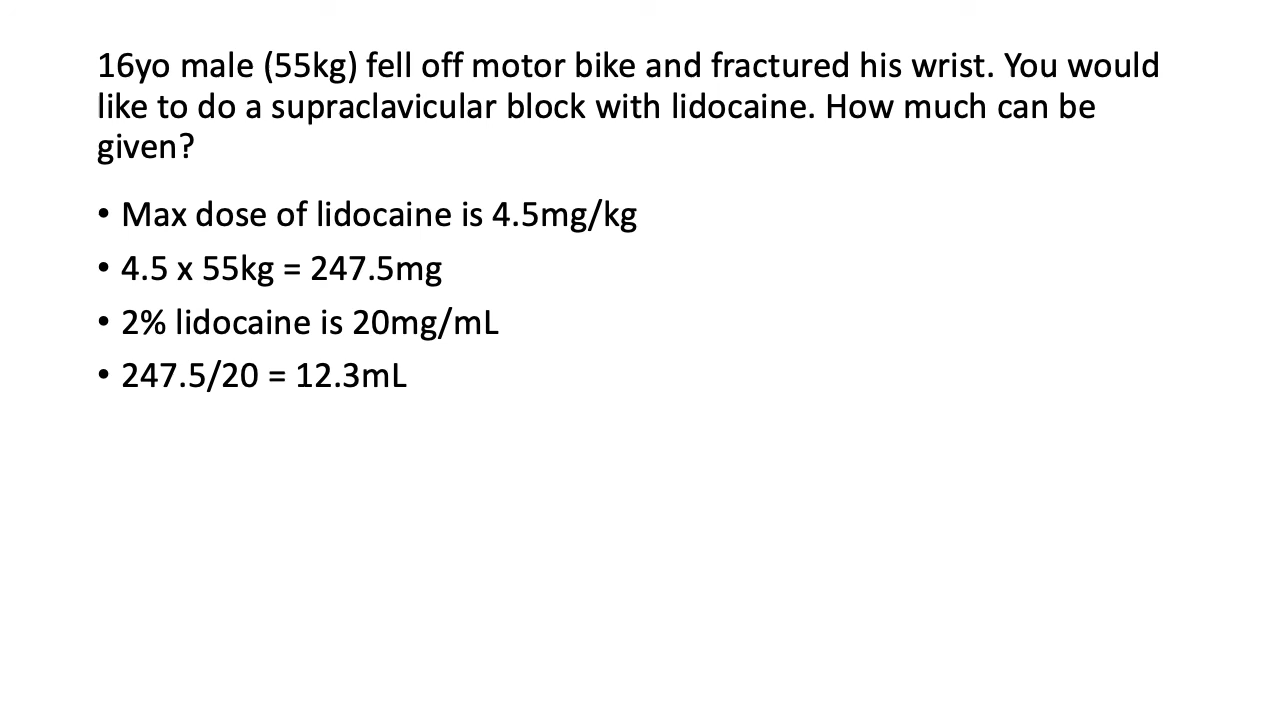 16yo male (55kg) fell off motor bike and fractured his wrist. You would
like to do a supraclavicular block with lidocaine. How much can be
given?
• Max dose of lidocaine is 4.5mg/kg
• 4.5 x 55kg = 247.5mg
• 2% lidocaine is 20mg/mL
• 247.5/20 = 12.3mL